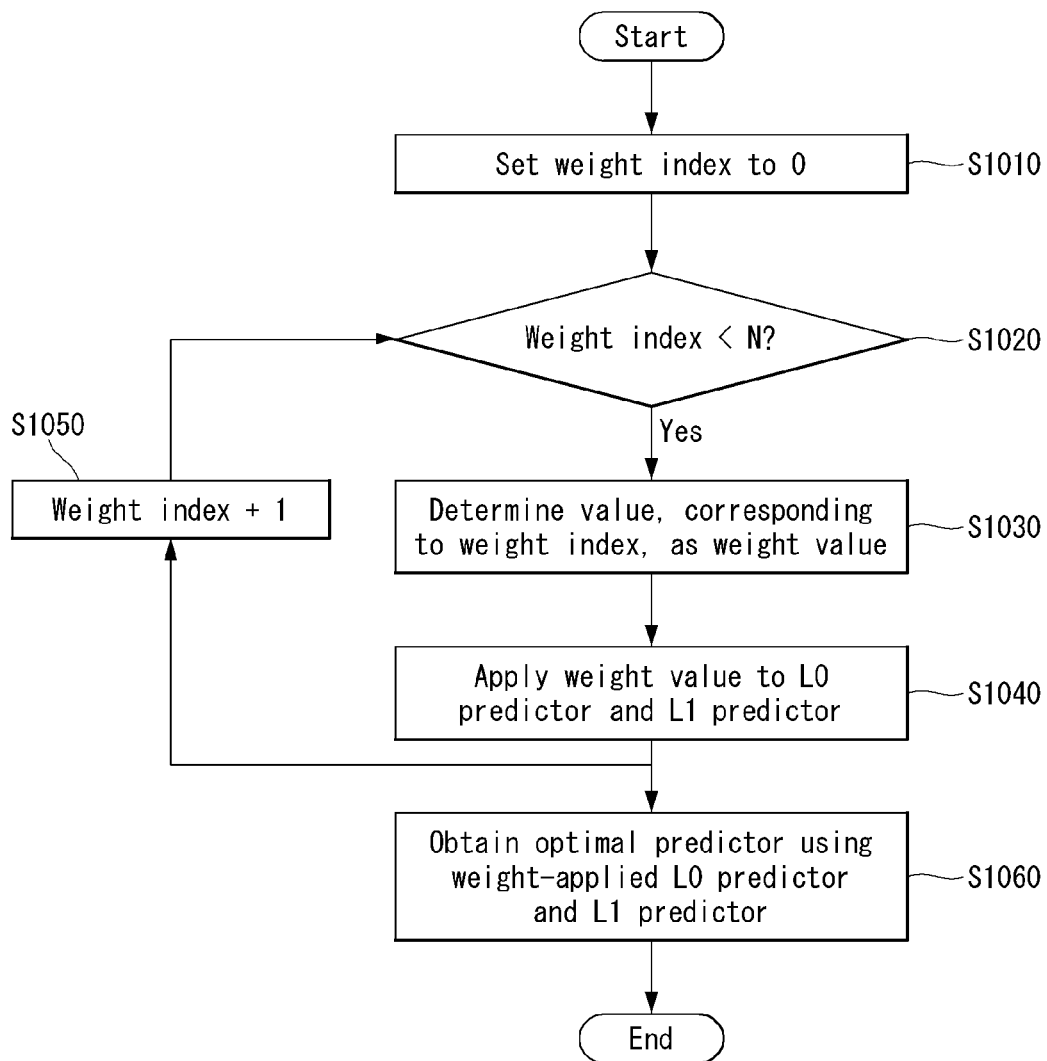 Start
Set weight index to 0
S1010
Weight index < N?
S1020
Yes
S1050
Weight index + 1
Determine value, corresponding
to weight index, as weight value
S1030
Apply weight value to L0
predictor and L1 predictor
S1040
Obtain optimal predictor using
weight-applied L0 predictor
and L1 predictor
S1060
End